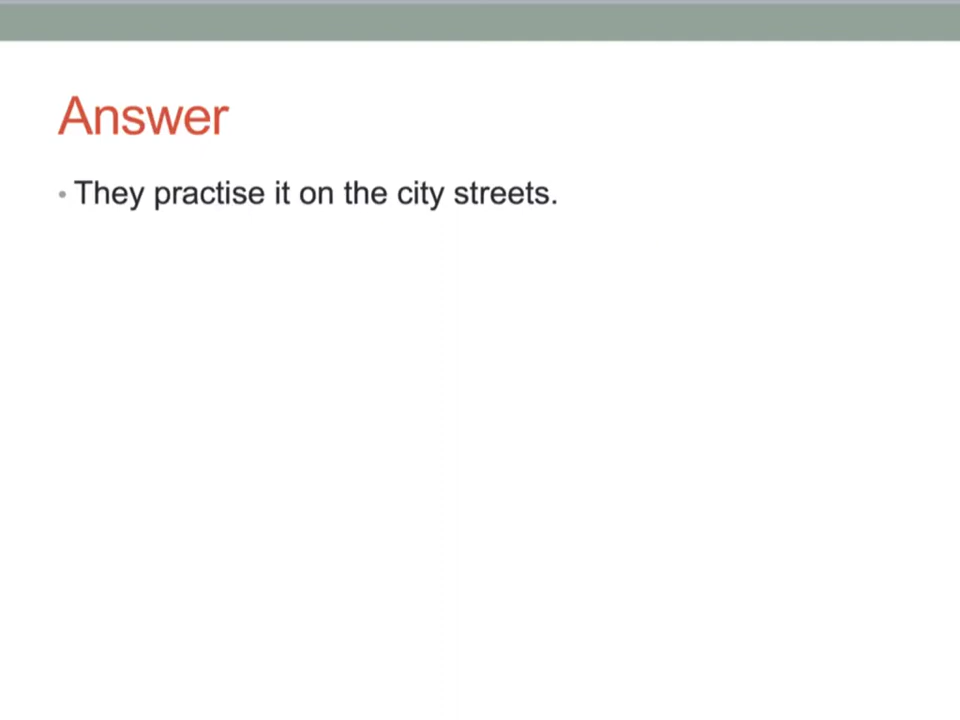 Answer
• They practise it on the city streets.